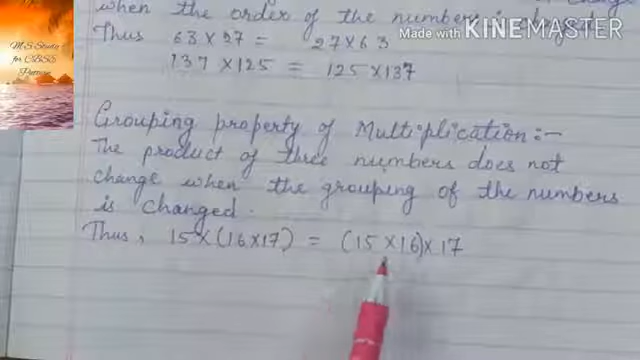 when the order of the numbers is
Made with KINEMASTER
Thus 63 × 27 = 27 × 63
137 × 125 = 125 × 137
M.S Study
for CBSE
Pattern
Grouping property of Multiplication:-
The product of three numbers does not
change when the grouping of the numbers
is changed.
Thus, 15 × (16 × 17) = (15 × 16) × 17